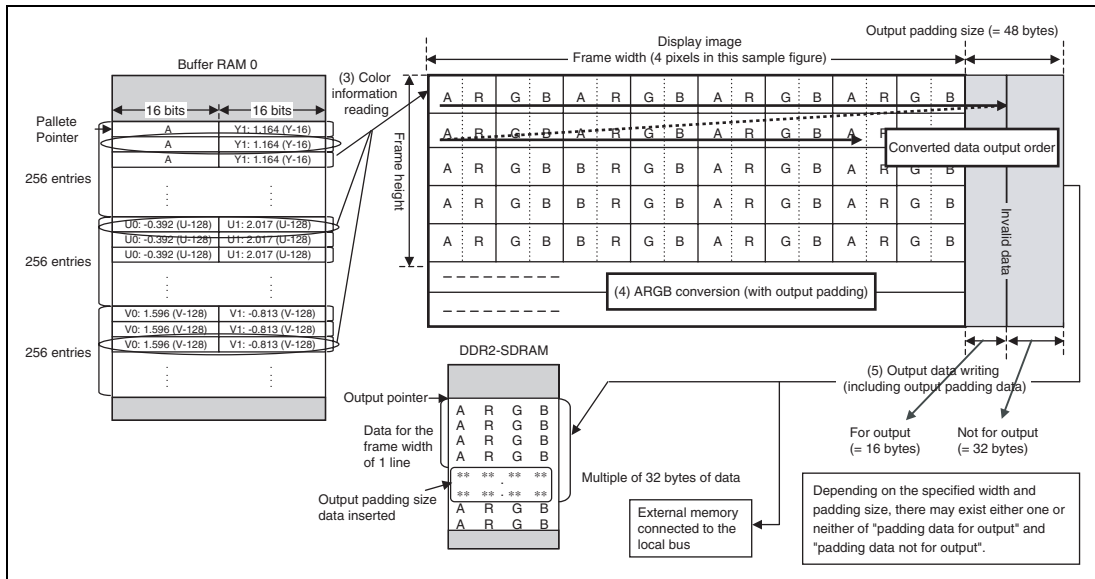 Buffer RAM 0
16 bits 16 bits
Pallete
Pointer
A Y1: 1.164 (Y-16)
A Y1: 1.164 (Y-16)
A Y1: 1.164 (Y-16)
256 entries
U0: -0.392 (U-128) U1: 2.017 (U-128)
U0: -0.392 (U-128) U1: 2.017 (U-128)
U0: -0.392 (U-128) U1: 2.017 (U-128)
256 entries
V0: 1.596 (V-128) V1: -0.813 (V-128)
V0: 1.596 (V-128) V1: -0.813 (V-128)
V0: 1.596 (V-128) V1: -0.813 (V-128)
256 entries
(3) Color
information
reading
Display image
Frame width (4 pixels in this sample figure)
Output padding size (= 48 bytes)
Frame height
A R G B A R G B A R G B A R G B
A R G B A R G B A R G B A R
Converted data output order
A R G B B R G B A R G B A R G B
A R G B B R G B A R G B A R G B
A R G B B R G B A R G B A R G B
Invalid data
(4) ARGB conversion (with output padding)
(5) Output data writing
(including output padding data)
For output
(= 16 bytes)
Not for output
(= 32 bytes)
DDR2-SDRAM
Output pointer
A R G B
A R G B
A R G B
A R G B
Data for the
frame width
of 1 line
** ** ** **
** ** ** **
Output padding size
data inserted
A R G B
A R G B
Multiple of 32 bytes of data
External memory
connected to the
local bus
Depending on the specified width and
padding size, there may exist either one or
neither of "padding data for output" and
"padding data not for output".